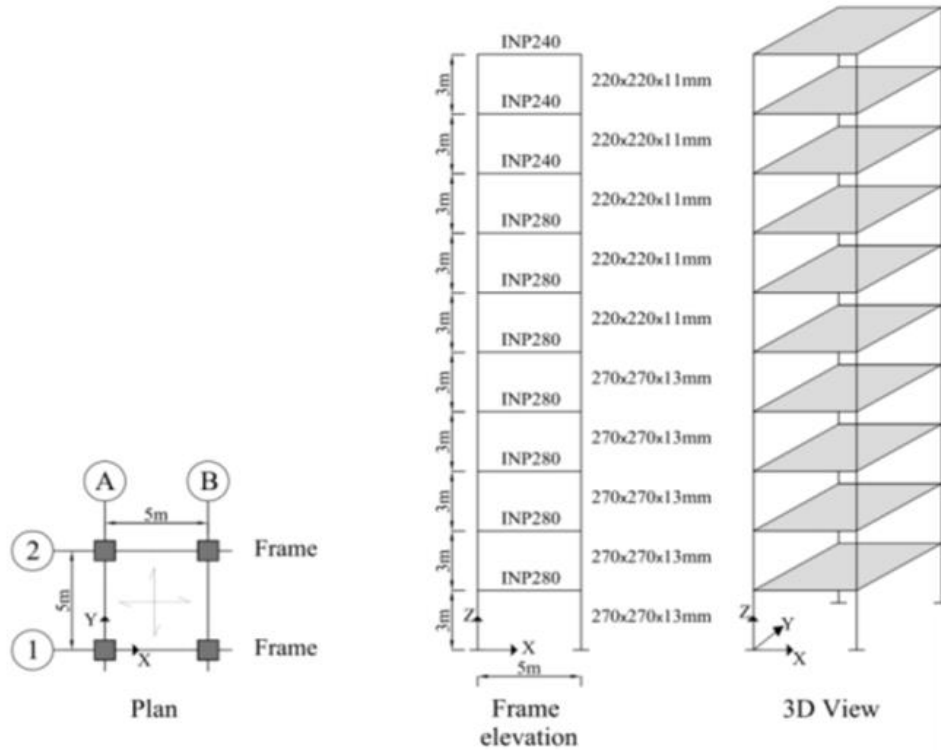 A
B
5m
2
Frame
5m
Y
1
X
Frame
Plan
INP240
3m
220x220x11mm
INP240
3m
220x220x11mm
INP240
3m
220x220x11mm
INP280
3m
220x220x11mm
INP280
3m
220x220x11mm
INP280
3m
270x270x13mm
INP280
3m
270x270x13mm
INP280
3m
270x270x13mm
INP280
3m
270x270x13mm
INP280
3m
270x270x13mm
Z
X
5m
Frame
elevation
Z
Y
X
3D View